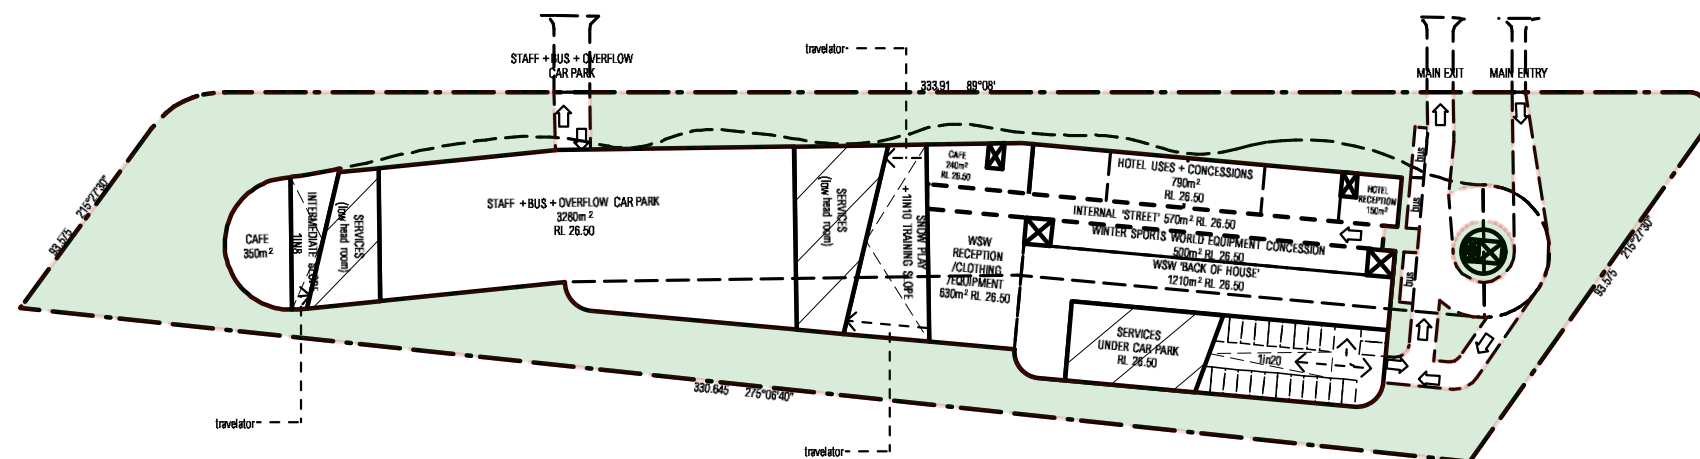 STAFF + BUS + OVERFLOW
CAR PARK
travelator
MAIN EXIT
MAIN ENTRY
333.91 89°08'
215°27'30"
93.575
CAFE
350m²
INTERMEDIATE SLOPE
1IN8
SERVICES
(low head room)
STAFF + BUS + OVERFLOW CAR PARK
3260m²
RL 26.50
SERVICES
(low head room)
SNOW PLAY
+ 1IN10 TRAINING SLOPE
CAFE
240m²
RL 26.50
HOTEL USES + CONCESSIONS
790m²
RL 26.50
HOTEL
RECEPTION
150m²
INTERNAL 'STREET' 570m² RL 26.50
WINTER SPORTS WORLD EQUIPMENT CONCESSION
500m² RL 26.50
WSW
RECEPTION
/CLOTHING
/EQUIPMENT
630m² RL 26.50
WSW 'BACK OF HOUSE'
1210m² RL 26.50
SERVICES
UNDER CAR PARK
RL 26.50
1in20
bus
bus
bus
bus
93.575 215°27'30"
330.645 275°06'40"
travelator
travelator